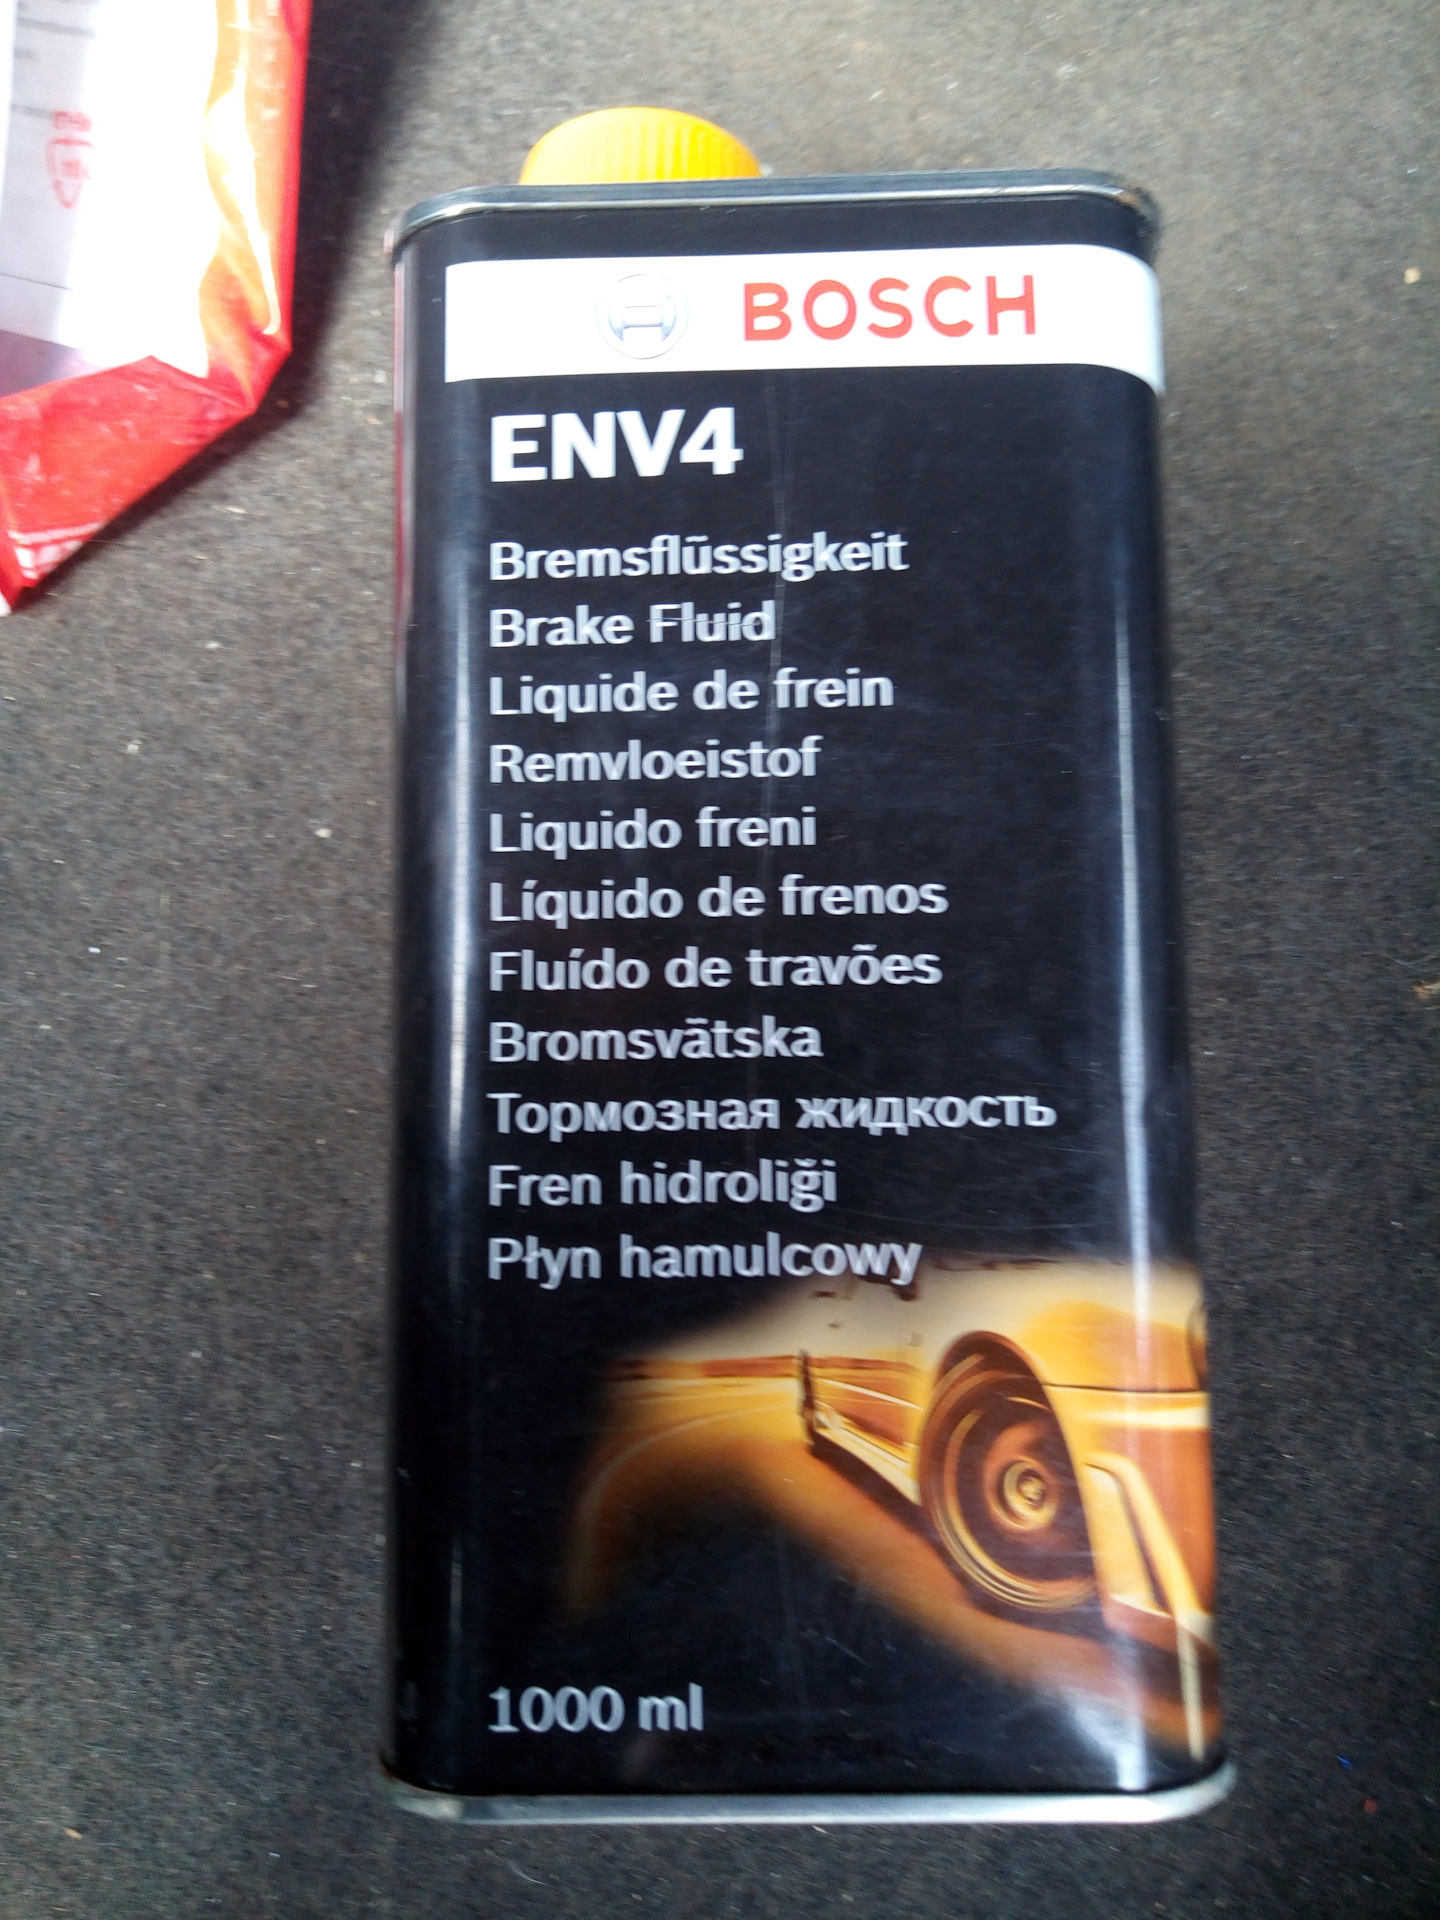 BOSCH
ENV4
Bremsflüssigkeit
Brake Fluid
Liquide de frein
Remvloeistof
Liquido freni
Líquido de frenos
Fluído de travões
Bromsvätska
Тормозная жидкость
Fren hidroliği
Płyn hamulcowy
1000 ml